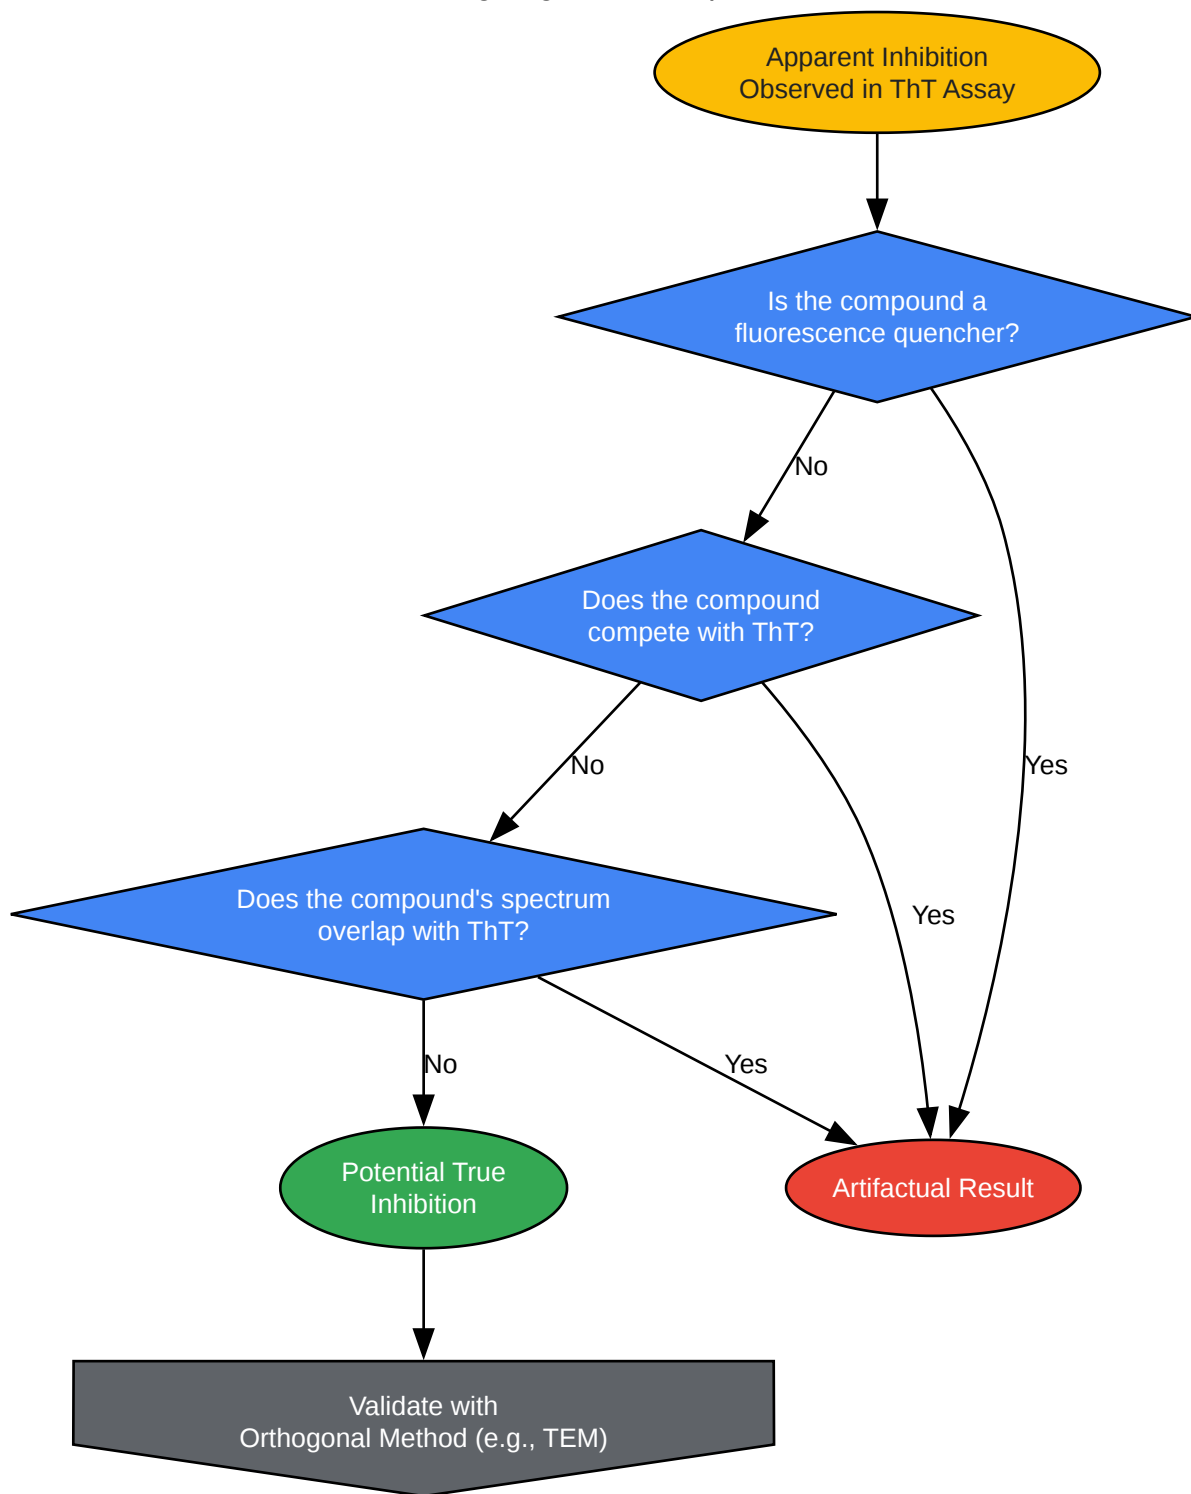 Apparent Inhibition
Observed in ThT Assay
Is the compound a
fluorescence quencher?
No
Does the compound
compete with ThT?
No
Yes
Does the compound's spectrum
overlap with ThT?
Yes
No
Yes
Potential True
Inhibition
Artifactual Result
Validate with
Orthogonal Method (e.g., TEM)